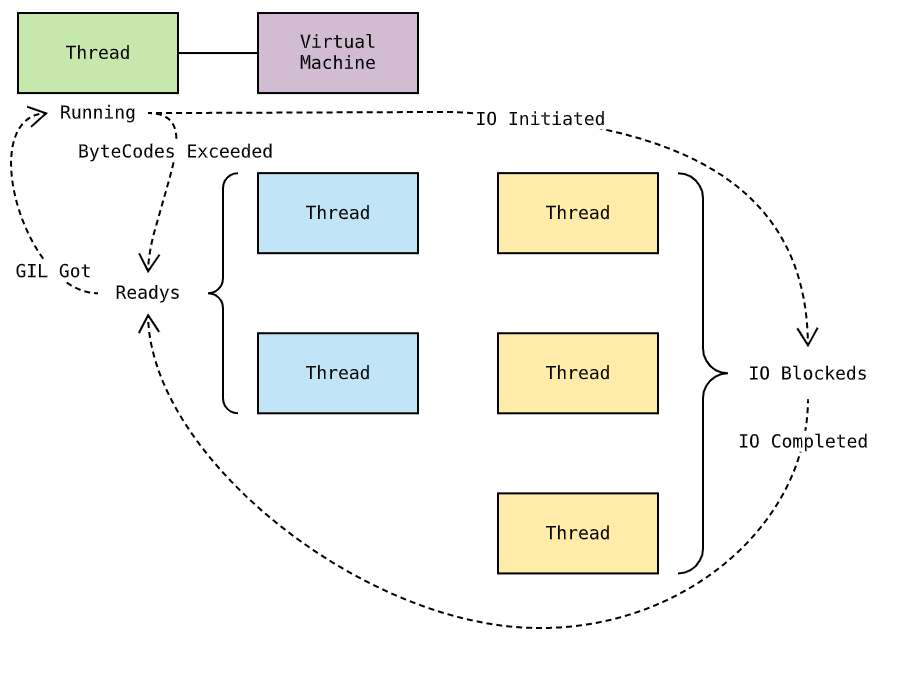 Thread
Virtual
Machine
Running
IO Initiated
ByteCodes Exceeded
Thread
Thread
GIL Got
Readys
Thread
Thread
IO Blockeds
IO Completed
Thread